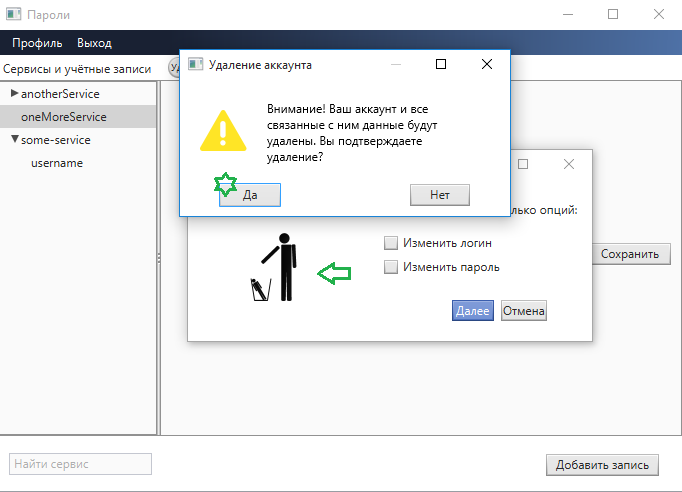 Пароли
Профиль Выход
Сервисы и учётные записи
anotherService
oneMoreService
some-service
username
Удаление аккаунта
Внимание! Ваш аккаунт и все
связанные с ним данные будут
удалены. Вы подтверждаете
удаление?
Да Нет
опций:
Изменить логин
Изменить пароль
Далее Отмена
Сохранить
Найти сервис
Добавить запись